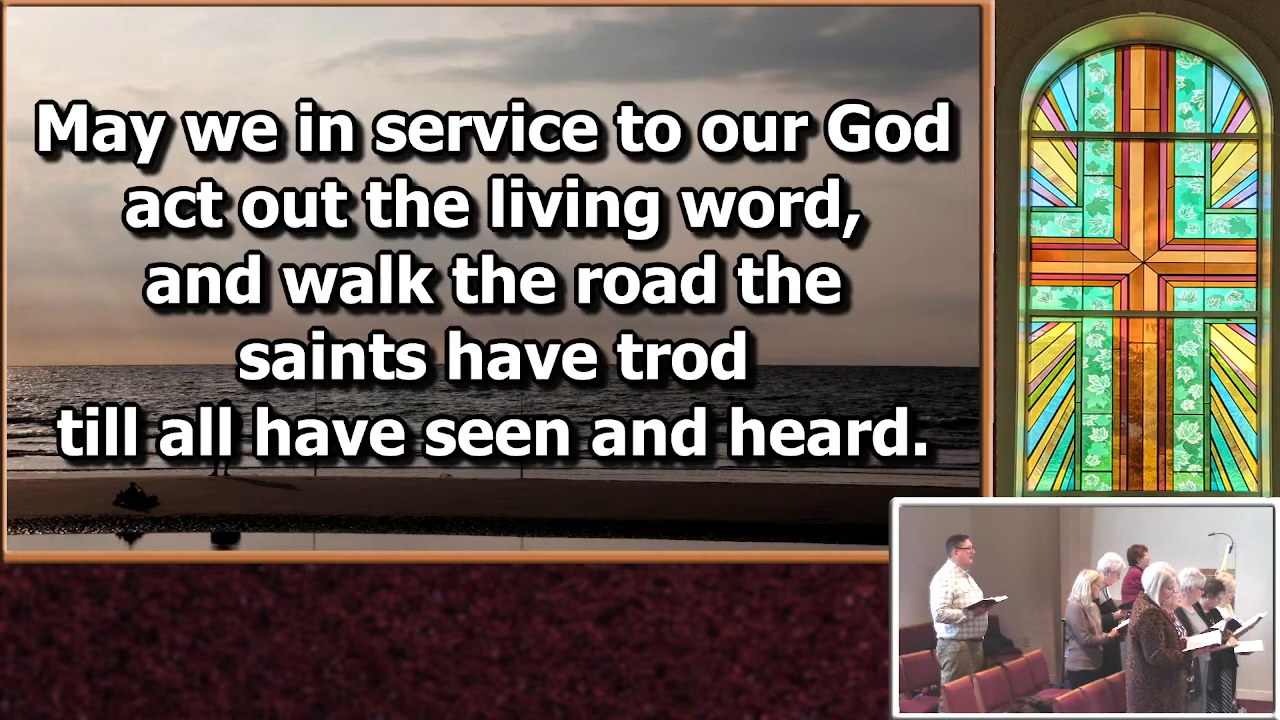 May we in service to our God
act out the living word,
and walk the road the
saints have trod
till all have seen and heard.